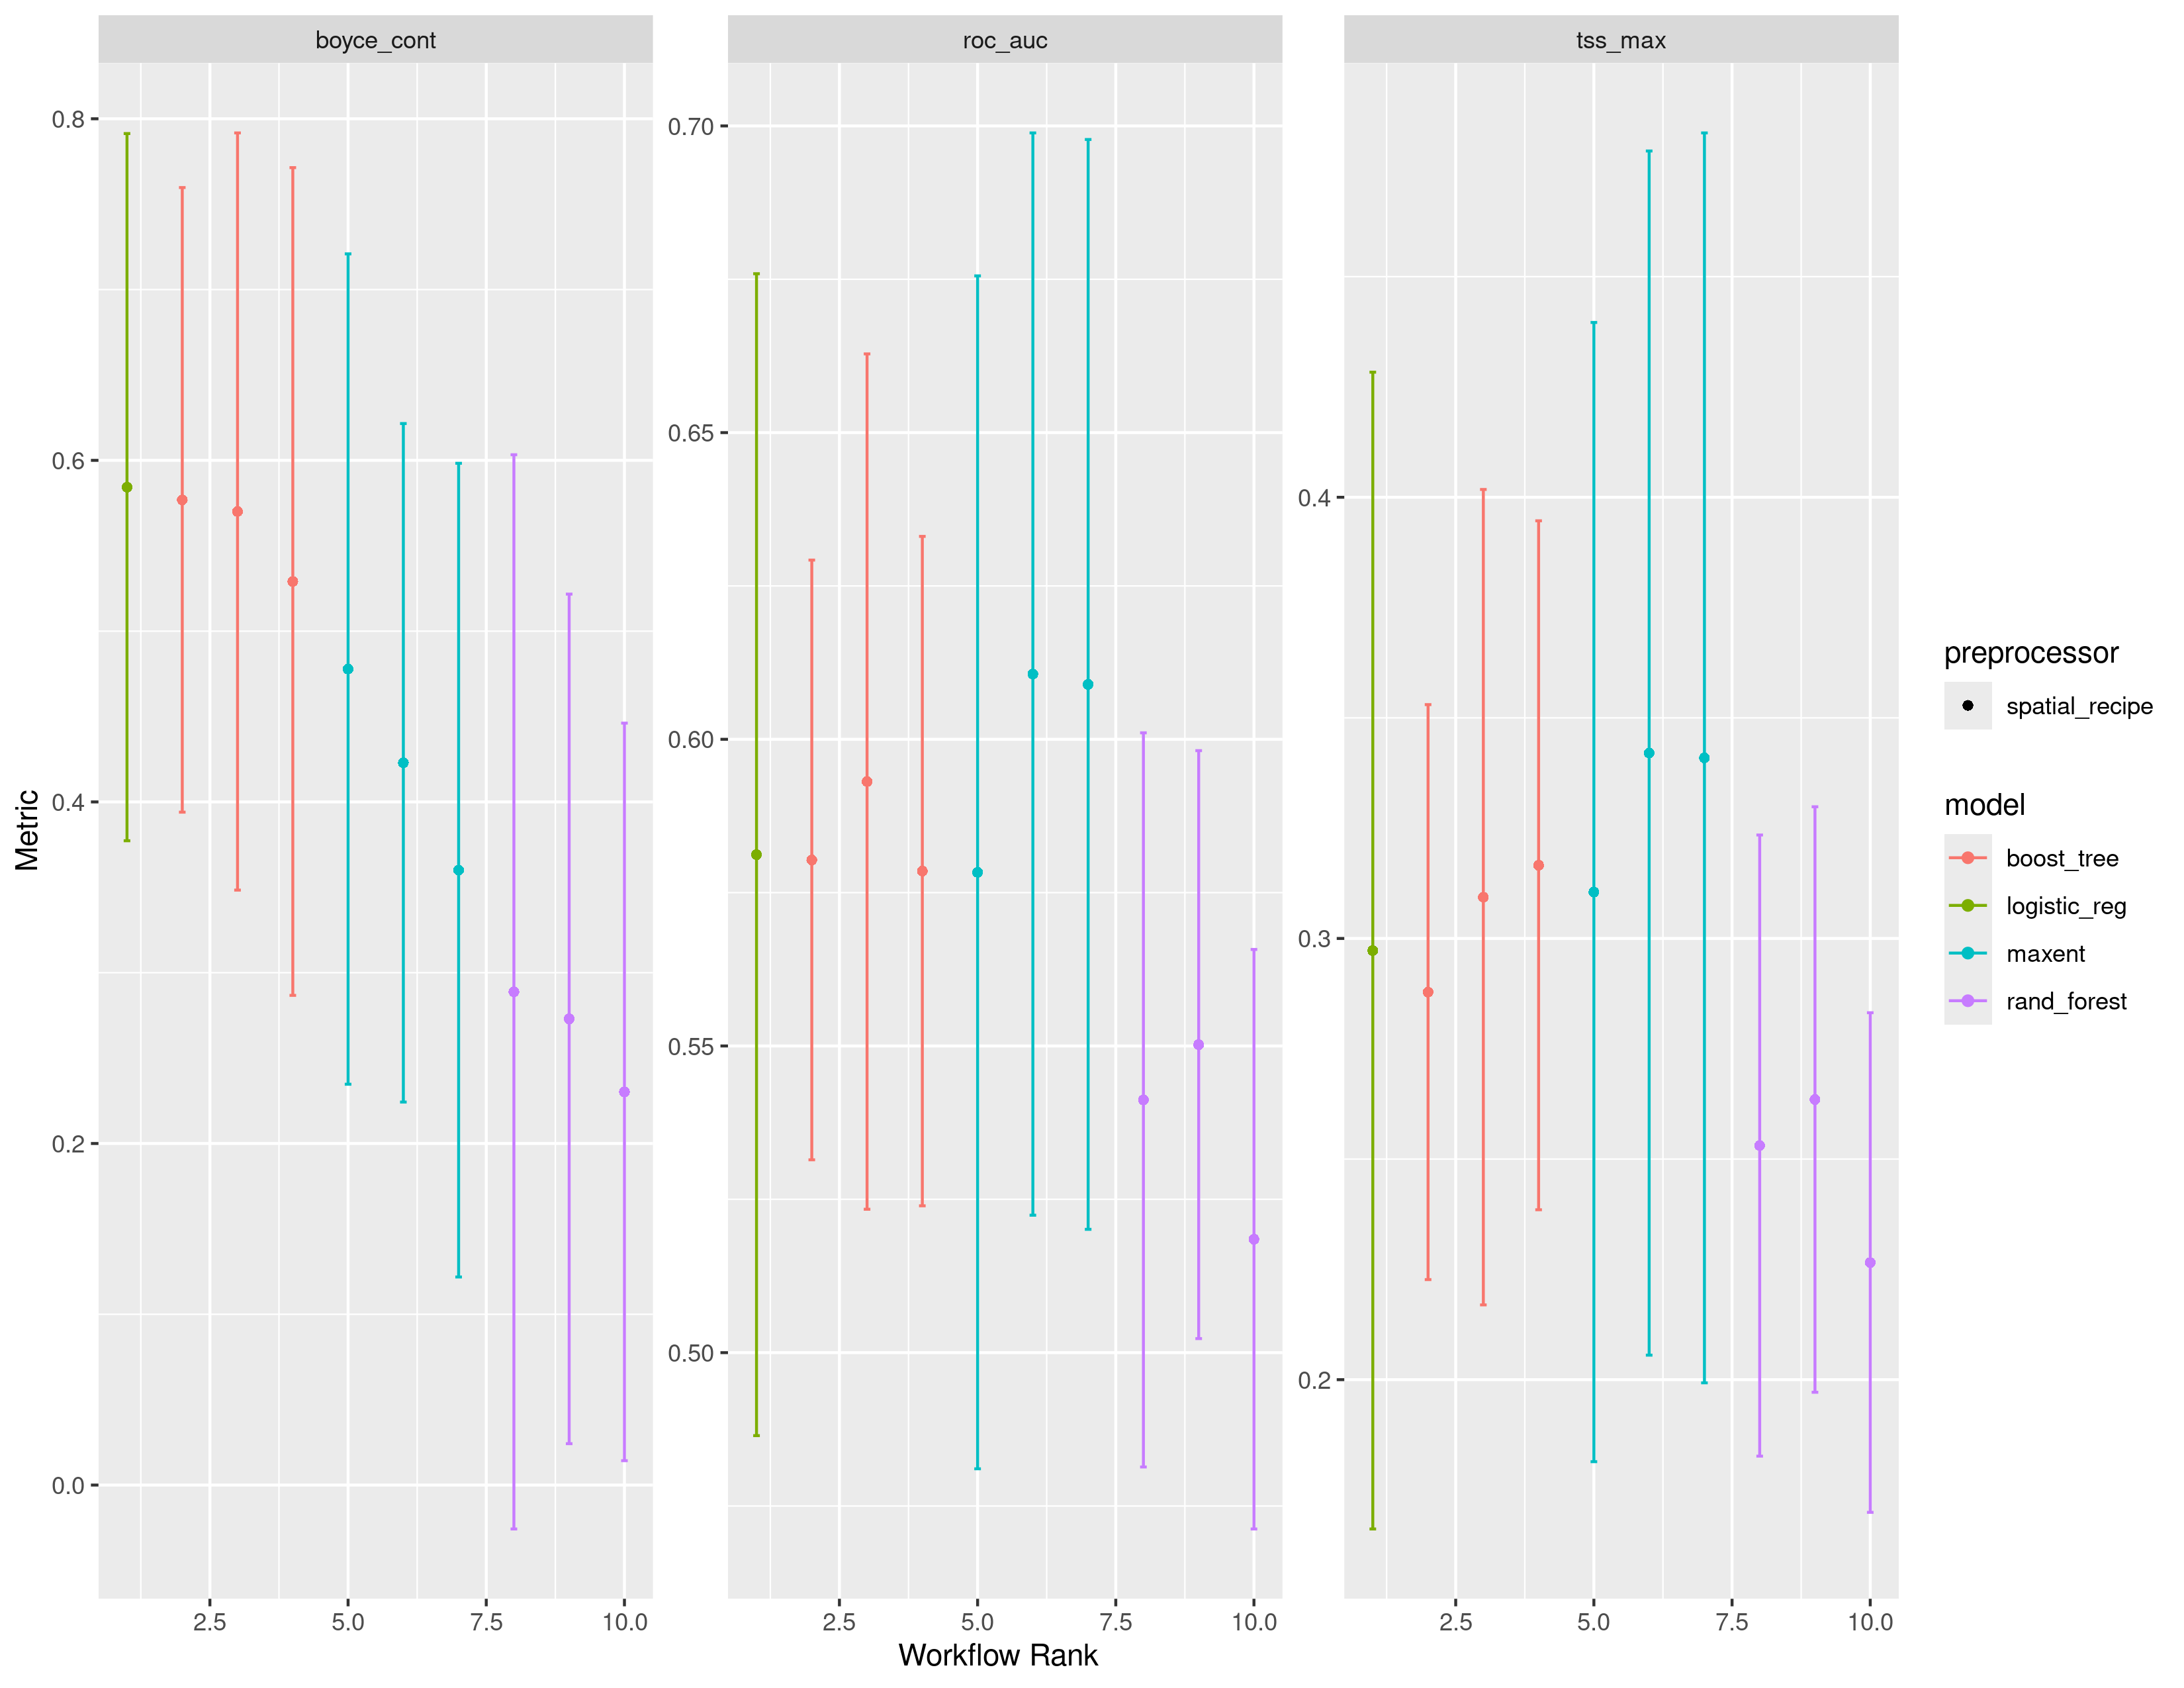 boyce_cont
roc_auc
tss_max
0.8
0.6
0.4
0.2
0.0
0.70
0.65
0.60
0.55
0.50
0.4
0.3
0.2
2.5 5.0 7.5 10.0
2.5 5.0 7.5 10.0
2.5 5.0 7.5 10.0
Metric
Workflow Rank
preprocessor
spatial_recipe
model
boost_tree
logistic_reg
maxent
rand_forest